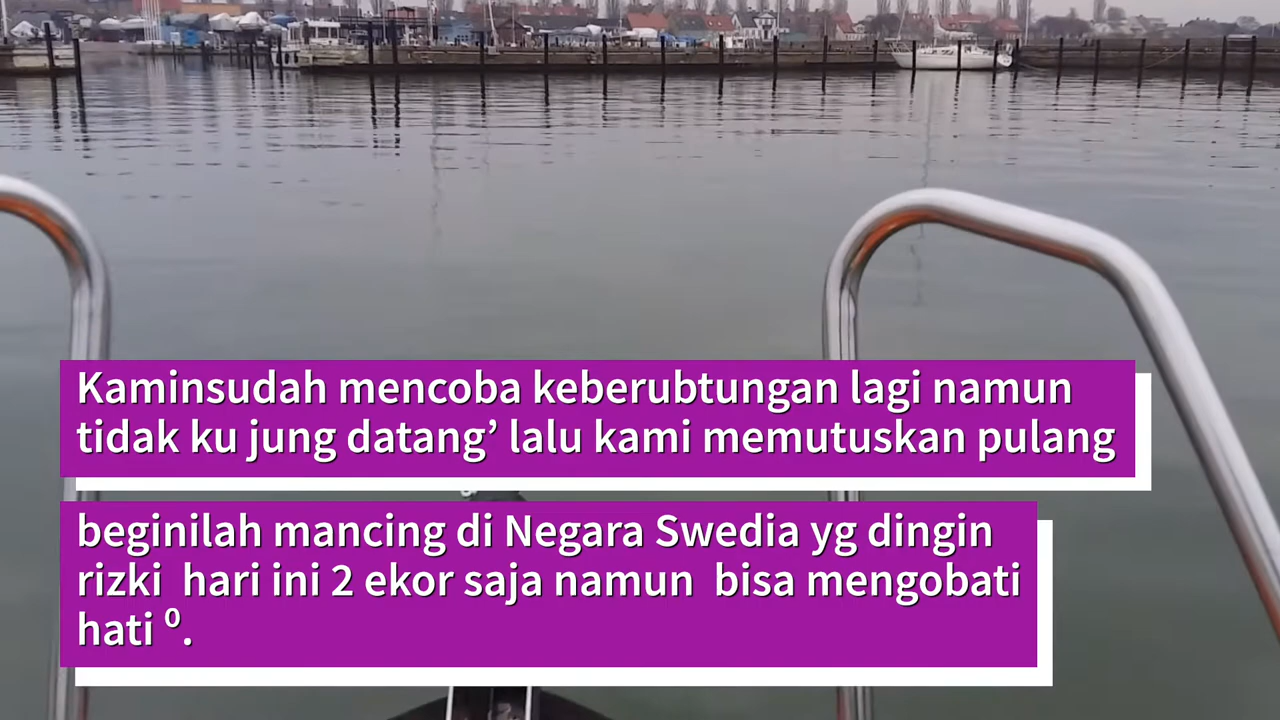 Kaminsudah mencoba keberubtungan lagi namun
tidak ku jung datang’ lalu kami memutuskan pulang
beginilah mancing di Negara Swedia yg dingin
rizki  hari ini 2 ekor saja namun  bisa mengobati
hati ⁰.